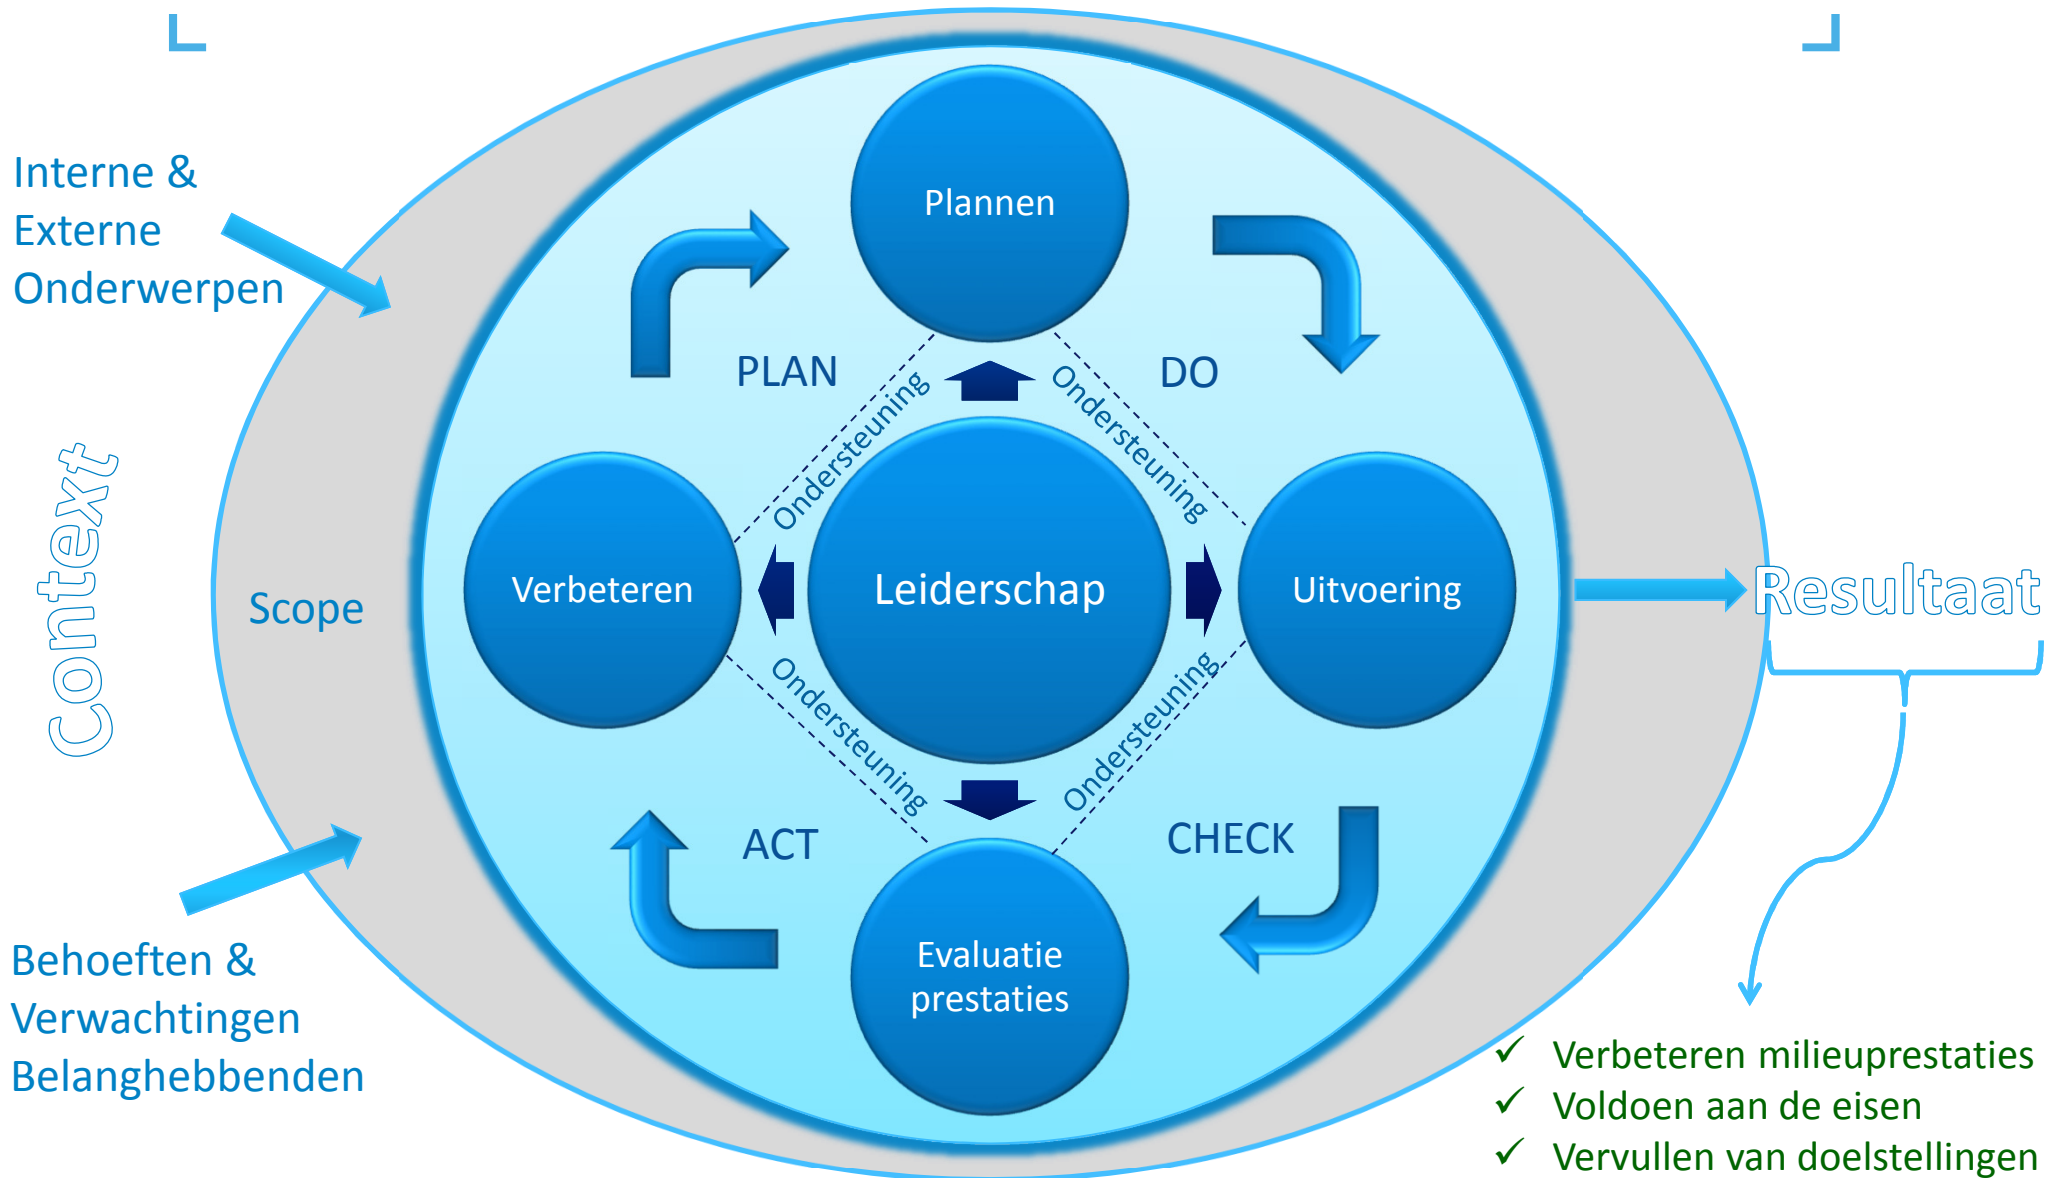 Interne &
Externe
Onderwerpen
Context
Scope
Behoeften &
Verwachtingen
Belanghebbenden
Plannen
PLAN
DO
Ondersteuning
Ondersteuning
Verbeteren
Leiderschap
Uitvoering
Ondersteuning
Ondersteuning
ACT
CHECK
Evaluatie
prestaties
Resultaat
✓ Verbeteren milieuprestaties
✓ Voldoen aan de eisen
✓ Vervullen van doelstellingen